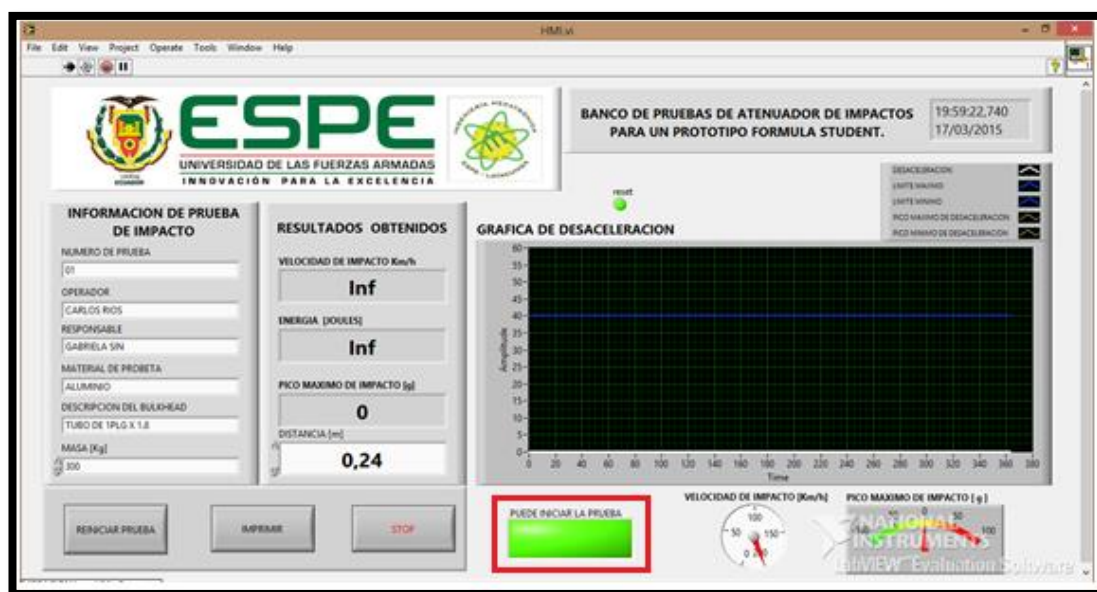 HMI.vi
File Edit View Project Operate Tools Window Help
ESPE
UNIVERSIDAD DE LAS FUERZAS ARMADAS
INNOVACIÓN PARA LA EXCELENCIA
ECUADOR
BANCO DE PRUEBAS DE ATENUADOR DE IMPACTOS
PARA UN PROTOTIPO FORMULA STUDENT.
19:59:22,740
17/03/2015
reset
DESACELERACION
LIMITE MAXIMO
LIMITE MINIMO
PICO MAXIMO DE DESACELERACION
PICO MINIMO DE DESACELERACION
INFORMACION DE PRUEBA
DE IMPACTO
NUMERO DE PRUEBA
01
OPERADOR
CARLOS RIOS
RESPONSABLE
GABRIELA SIN
MATERIAL DE PROBETA
ALUMINIO
DESCRIPCION DEL BULKHEAD
TUBO DE 1PLG X 1.8
MASA [Kg]
300
RESULTADOS OBTENIDOS
VELOCIDAD DE IMPACTO Km/h
Inf
ENERGIA [JOULES]
Inf
PICO MAXIMO DE IMPACTO [g]
0
DISTANCIA [m]
0,24
GRAFICA DE DESACELERACION
Amplitude
60
55
50
45
40
35
30
25
20
15
10
5
0
0 20 40 60 80 100 120 140 160 180 200 220 240 260 280 300 320 340 360 380
Time
REINICIAR PRUEBA
IMPRIMIR
STOP
PUEDE INICIAR LA PRUEBA
VELOCIDAD DE IMPACTO [Km/h]
50 100 150
0 200
PICO MAXIMO DE IMPACTO [ g ]
0 50 100
NATIONAL
INSTRUMENTS
LabVIEW Evaluation Software